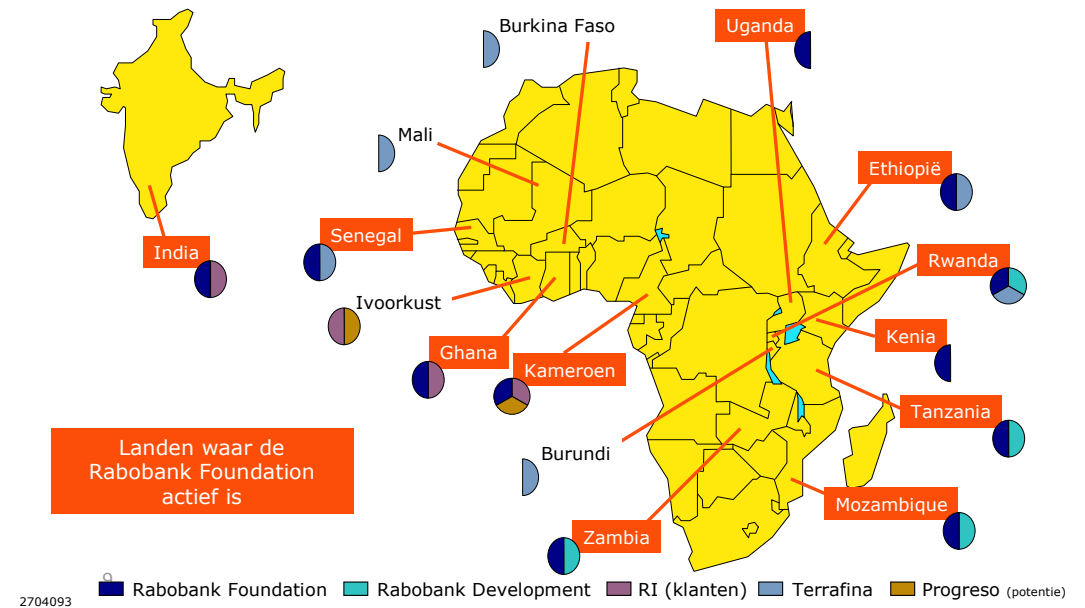 Burkina Faso
Uganda
Mali
Ethiopië
Senegal
India
Rwanda
Ivoorkust
Kenia
Ghana
Kameroen
Tanzania
Landen waar de
Rabobank Foundation
actief is
Burundi
Mozambique
Zambia
9
Rabobank Foundation Rabobank Development RI (klanten) Terrafina Progreso (potentie)
2704093